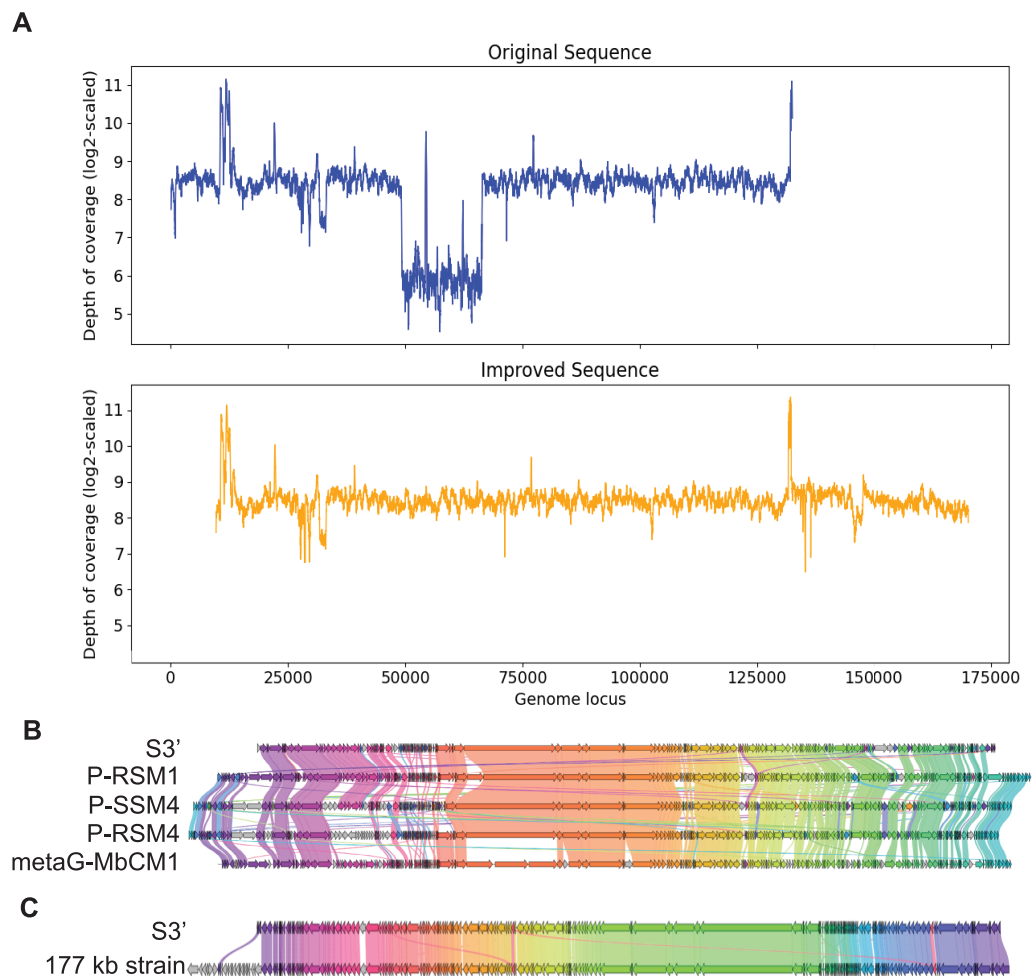 A
Original Sequence
Depth of coverage (log2-scaled)
11
10
9
8
7
6
5
Improved Sequence
Depth of coverage (log2-scaled)
11
10
9
8
7
6
5
0 25000 50000 75000 100000 125000 150000 175000
Genome locus
B
S3’
P-RSM1
P-SSM4
P-RSM4
metaG-MbCM1
C
S3’
177 kb strain